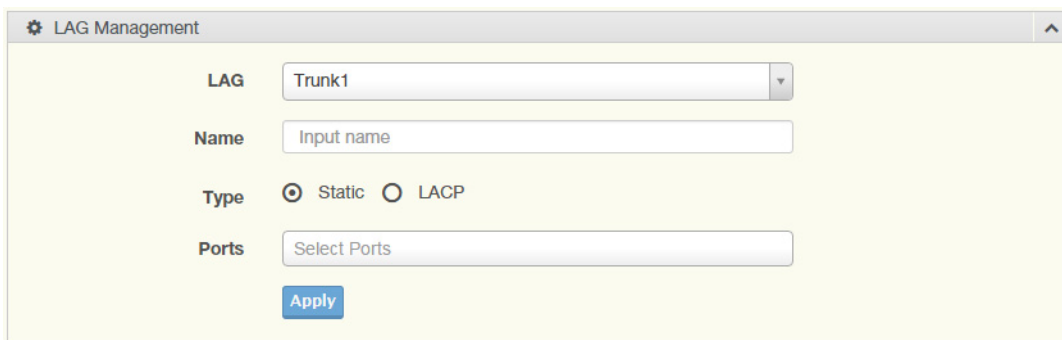 LAG Management
LAG Trunk1
Name Input name
Type Static LACP
Ports Select Ports
Apply